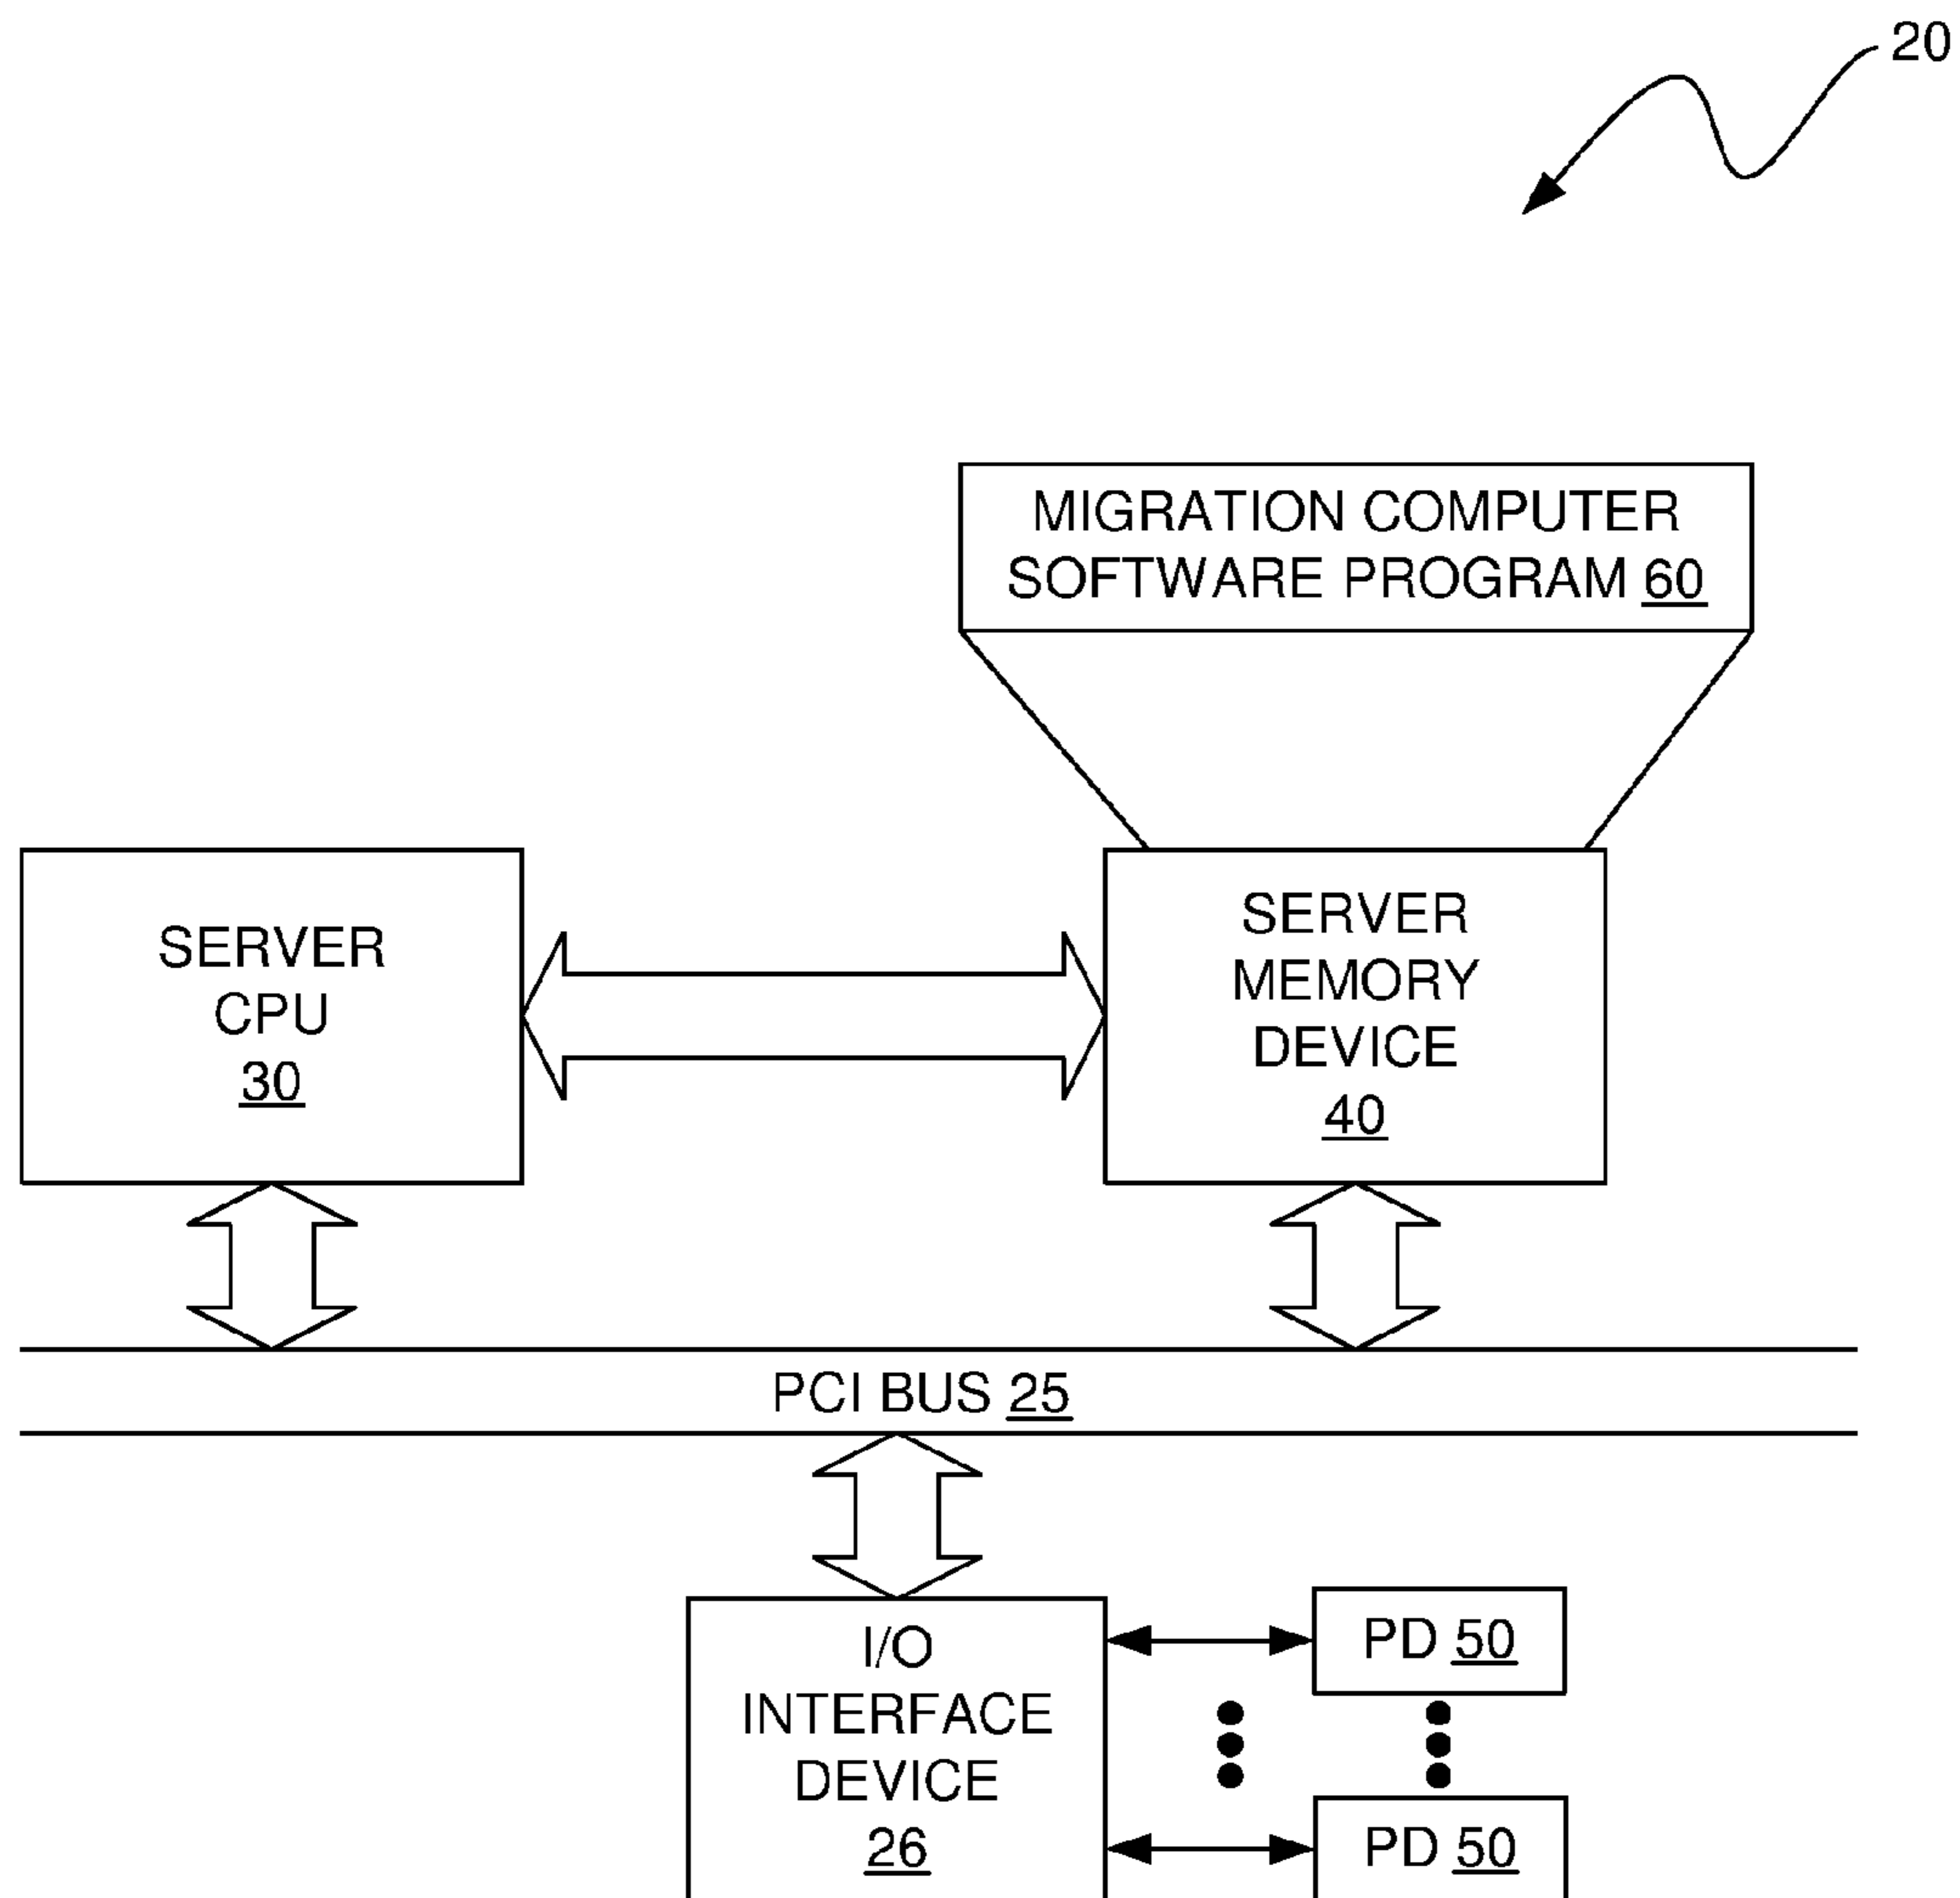 20
MIGRATION COMPUTER
SOFTWARE PROGRAM 60
SERVER
CPU
30
SERVER
MEMORY
DEVICE
40
PCI BUS 25
I/O
INTERFACE
DEVICE
26
PD 50
PD 50